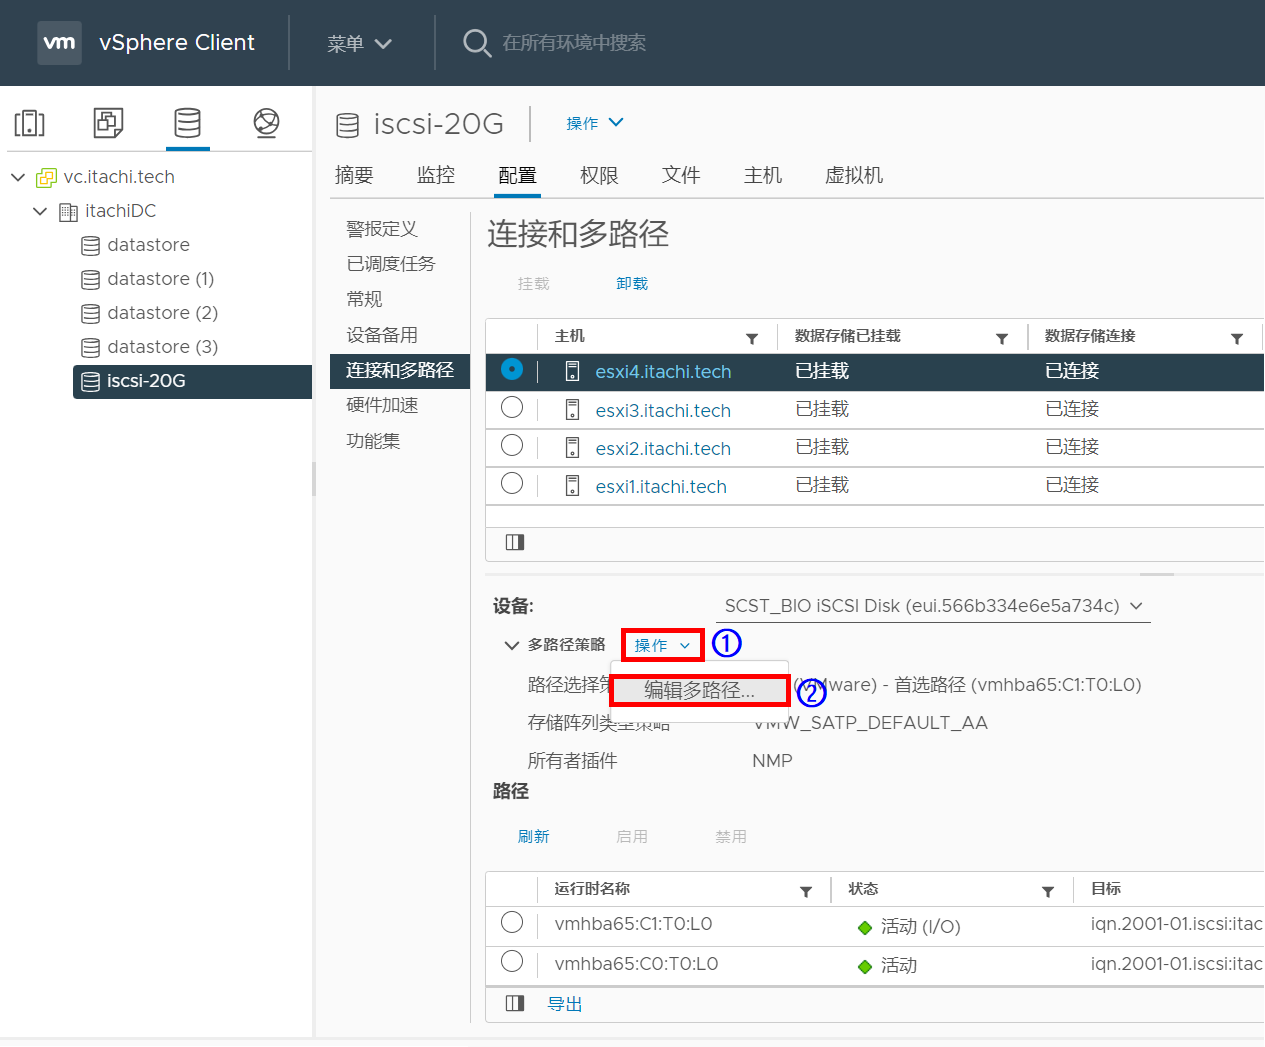 vm vSphere Client 菜单 在所有环境中搜索
iscsi-20G 操作
摘要 监控 配置 权限 文件 主机 虚拟机
vc.itachi.tech
itachiDC
datastore
datastore (1)
datastore (2)
datastore (3)
iscsi-20G
警报定义
已调度任务
常规
设备备用
连接和多路径
硬件加速
功能集
连接和多路径
挂载 卸载
主机 数据存储已挂载 数据存储连接
esxi4.itachi.tech 已挂载 已连接
esxi3.itachi.tech 已挂载 已连接
esxi2.itachi.tech 已挂载 已连接
esxi1.itachi.tech 已挂载 已连接
设备: SCST_BIO iSCSI Disk (eui.566b334e6e5a734c)
多路径策略 操作 ①
编辑多路径... ②
路径选择策 (VMware) - 首选路径 (vmhba65:C1:T0:L0)
存储阵列类型策略 VMW_SATP_DEFAULT_AA
所有者插件 NMP
路径
刷新 启用 禁用
运行时名称 状态 目标
vmhba65:C1:T0:L0 活动 (I/O) iqn.2001-01.iscsi:itac
vmhba65:C0:T0:L0 活动 iqn.2001-01.iscsi:itac
导出